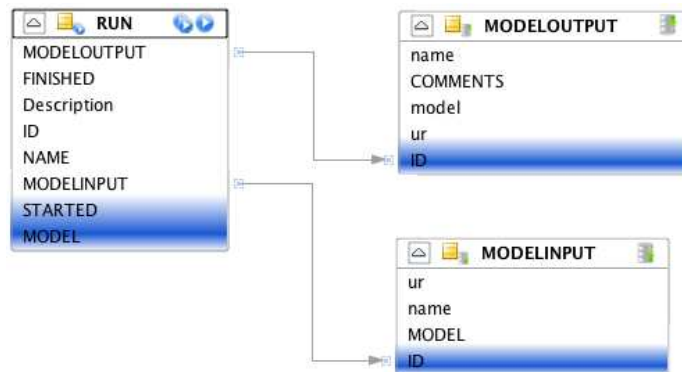 RUN
MODELOUTPUT
FINISHED
Description
ID
NAME
MODELINPUT
STARTED
MODEL
MODELOUTPUT
name
COMMENTS
model
ur
ID
MODELINPUT
ur
name
MODEL
ID